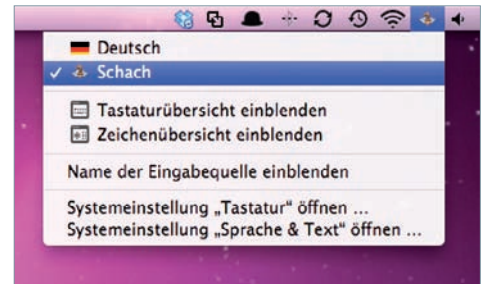 Deutsch
✓ Schach
Tastaturübersicht einblenden
Zeichenübersicht einblenden
Name der Eingabequelle einblenden
Systemeinstellung „Tastatur“ öffnen ...
Systemeinstellung „Sprache & Text“ öffnen ...